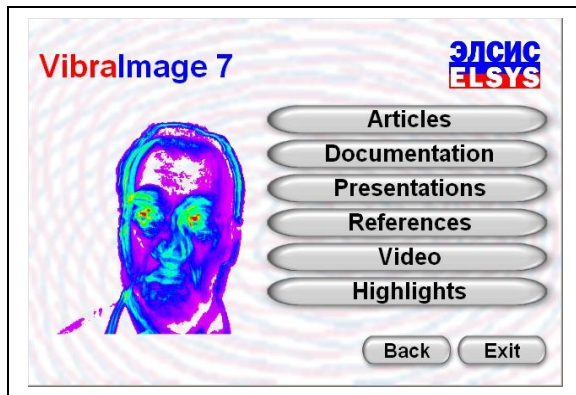 VibraImage 7
ЭЛСИС
ELSYS
Articles
Documentation
Presentations
References
Video
Highlights
Back Exit